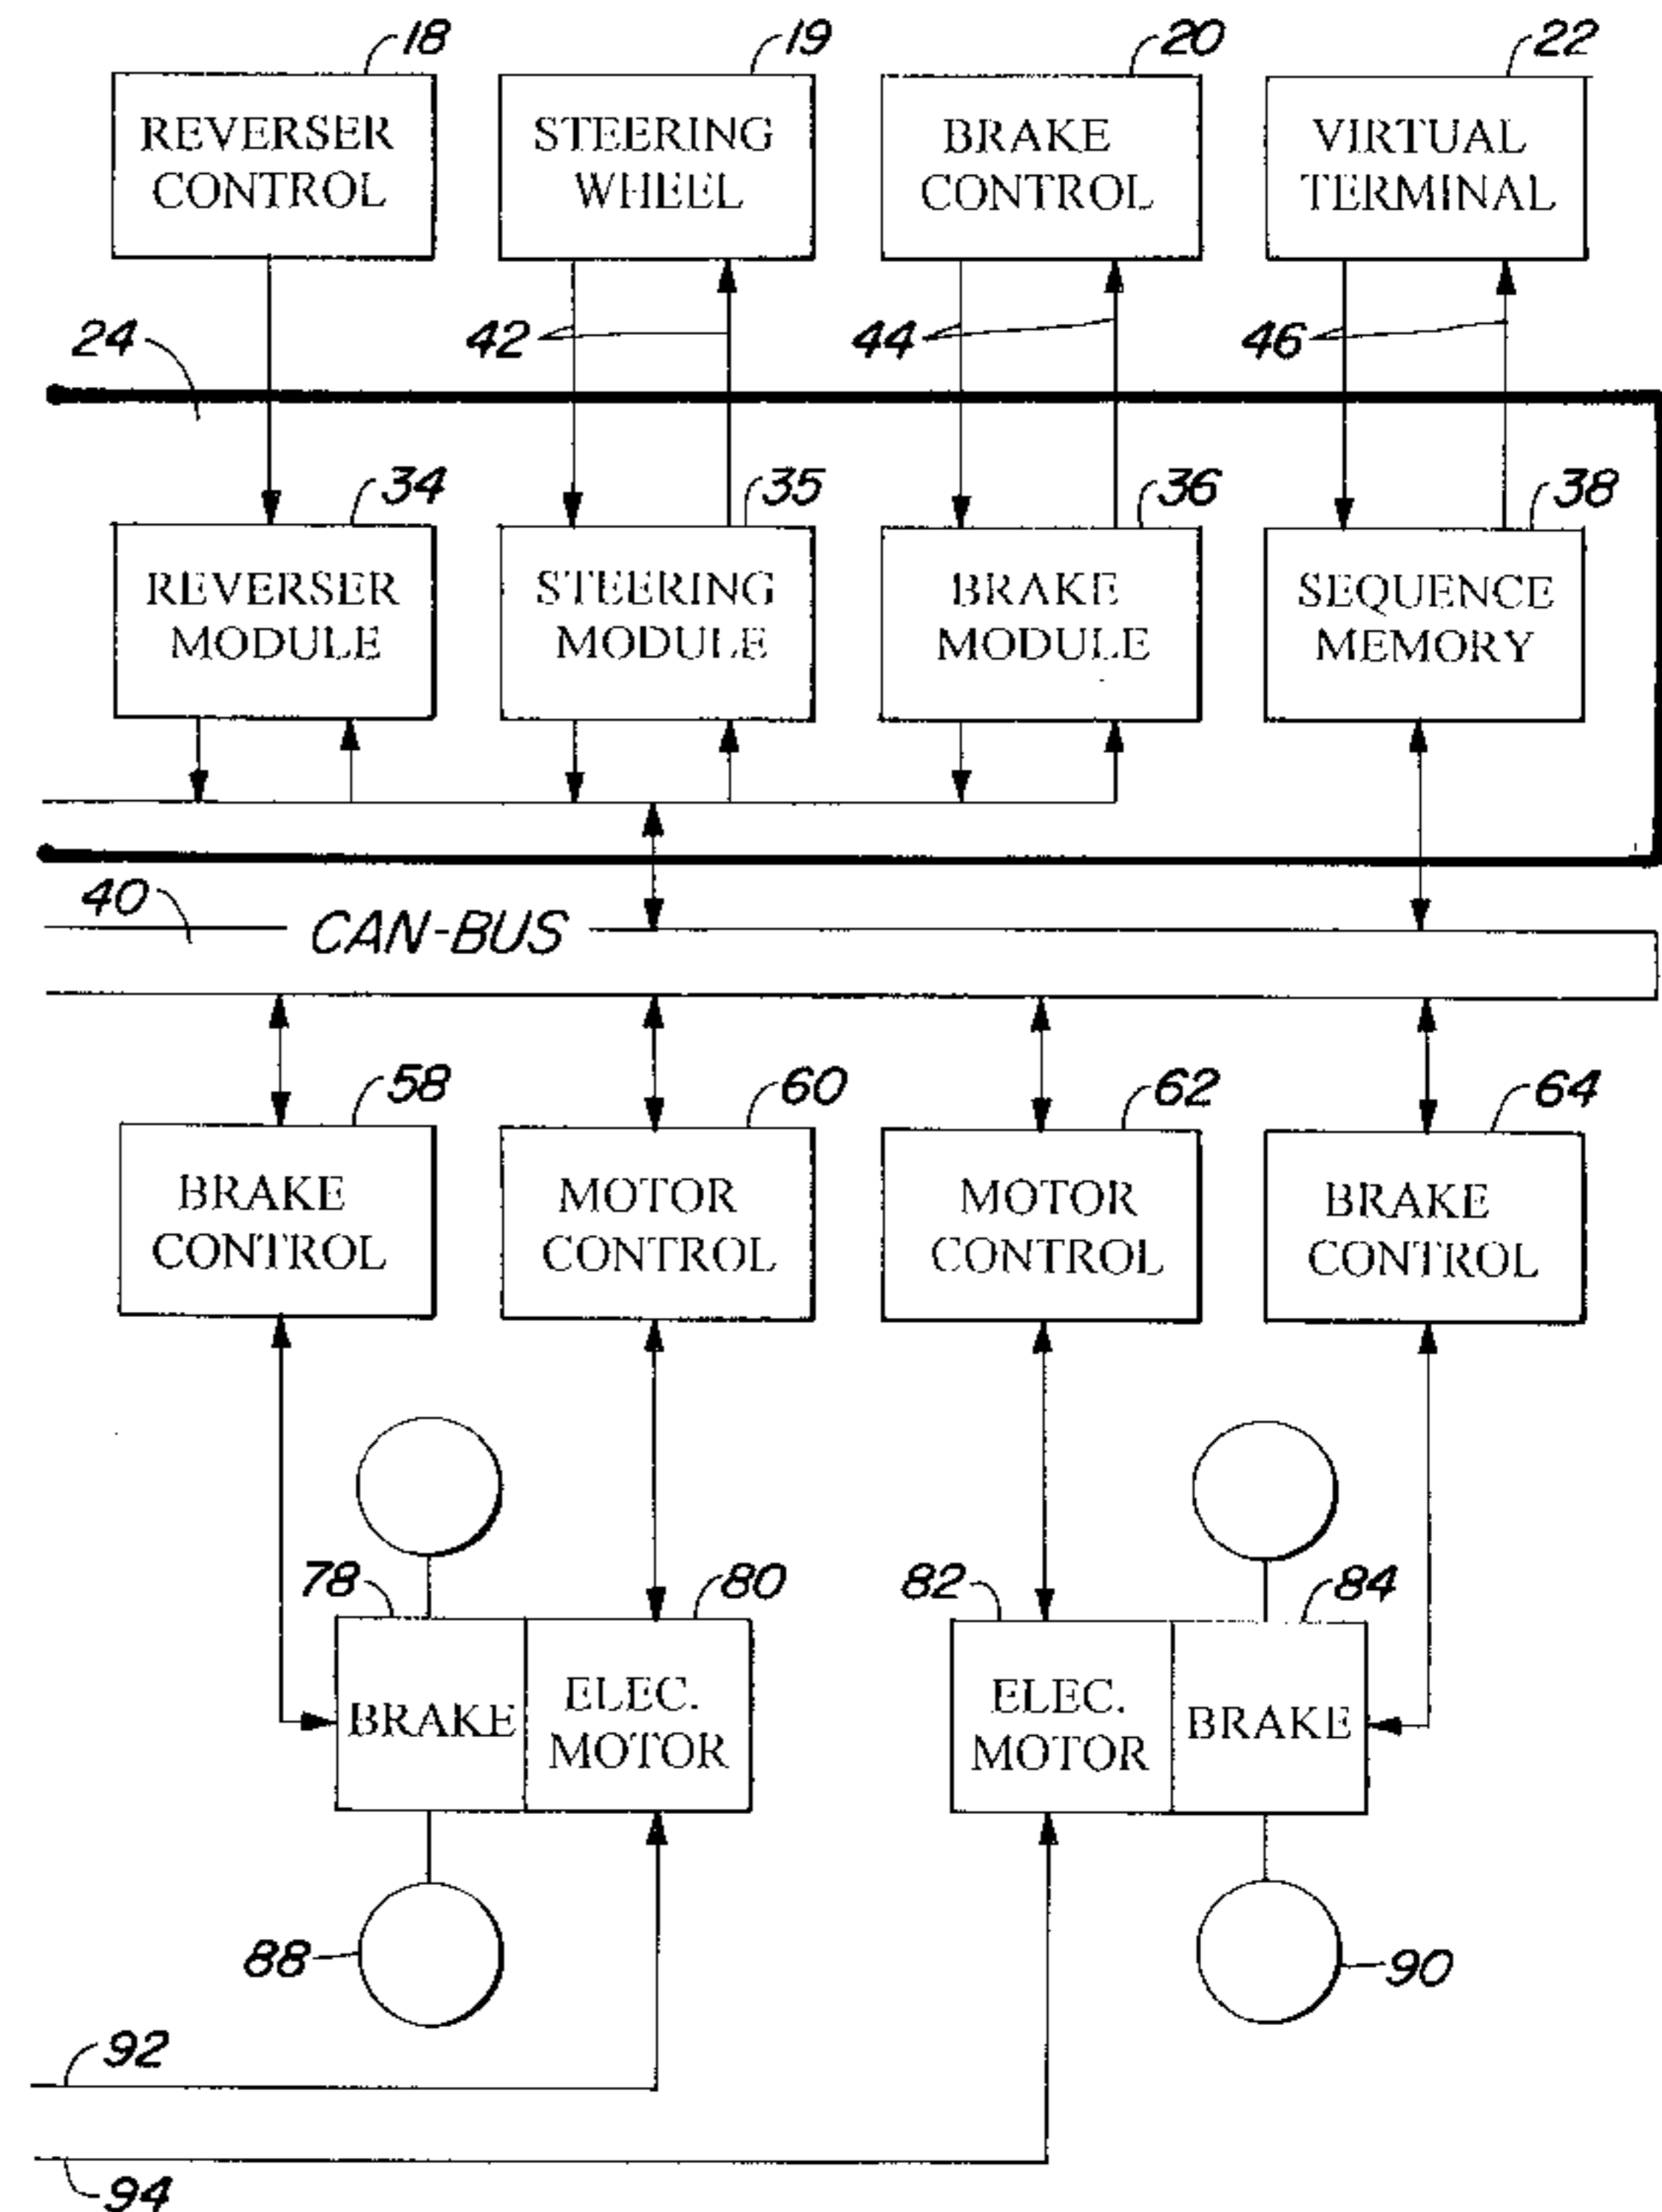 18 19 20 22
REVERSER CONTROL
STEERING WHEEL
BRAKE CONTROL
VIRTUAL TERMINAL
24 42 44 46
34 35 36 38
REVERSER MODULE
STEERING MODULE
BRAKE MODULE
SEQUENCE MEMORY
40 CAN-BUS
58 60 62 64
BRAKE CONTROL
MOTOR CONTROL
MOTOR CONTROL
BRAKE CONTROL
78 80 82 84
BRAKE
ELEC. MOTOR
ELEC. MOTOR
BRAKE
88 90
92
94